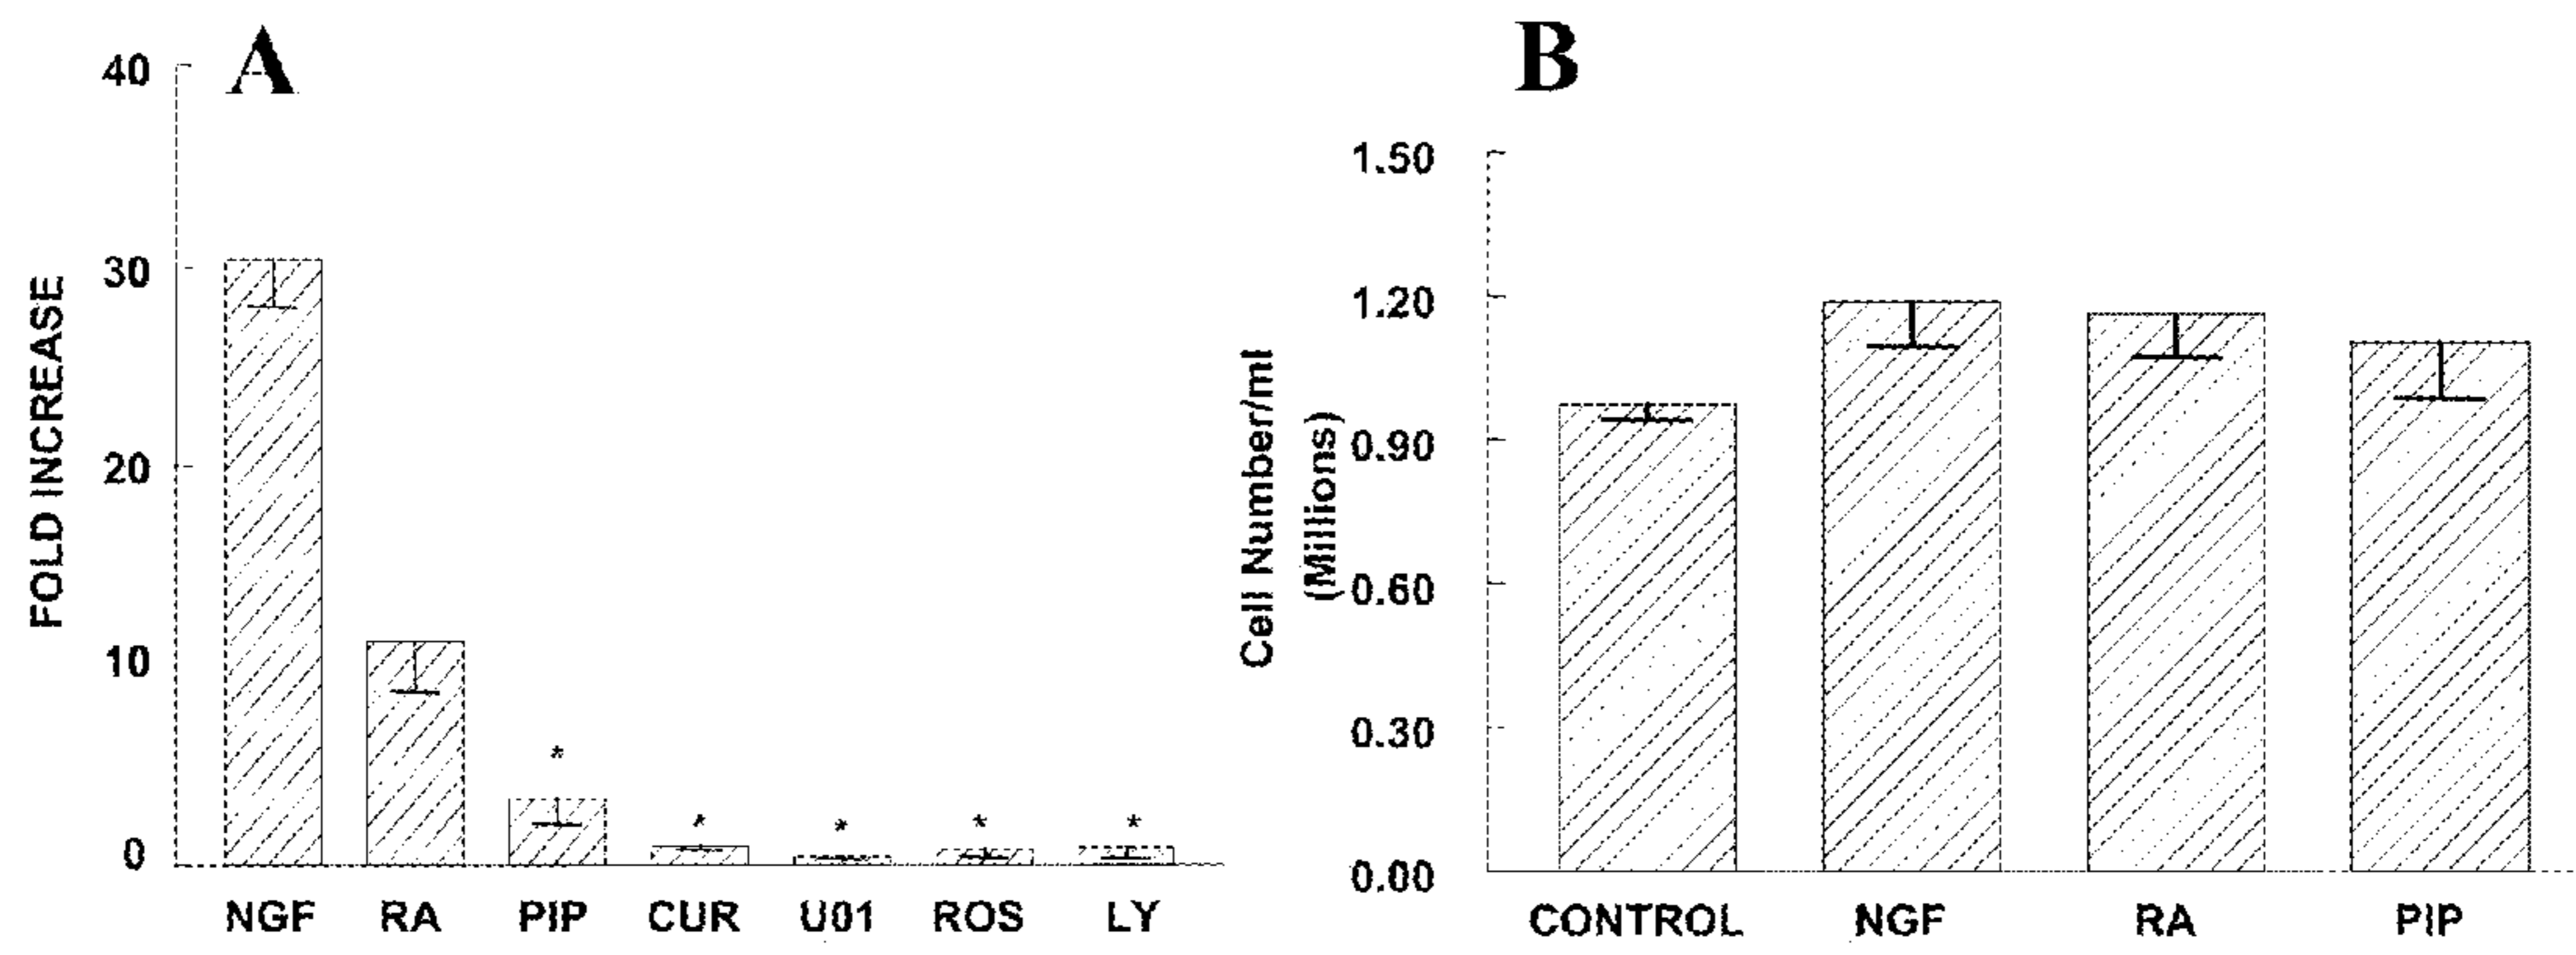 A
40
30
20
10
0
FOLD INCREASE
*
*
*
*
*
NGF RA PIP CUR U01 ROS LY
B
1.50
1.20
0.90
0.60
0.30
0.00
Cell Number/ml
(Millions)
CONTROL NGF RA PIP